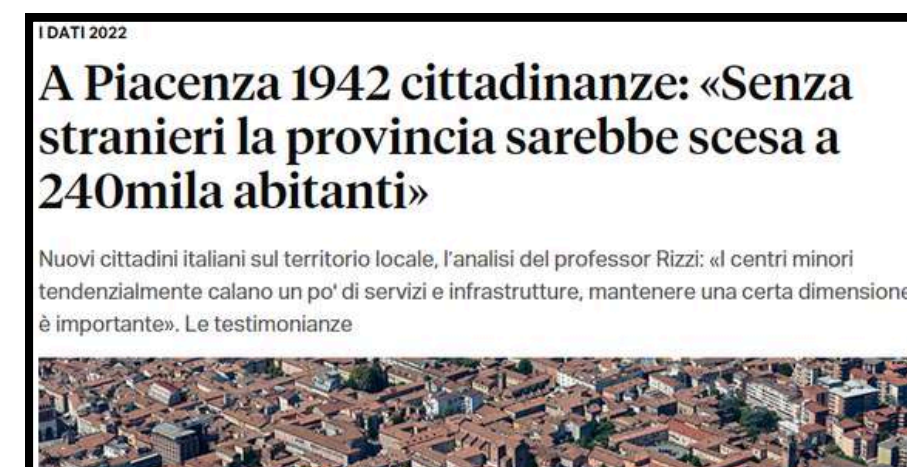 I DATI 2022
A Piacenza 1942 cittadinanze: «Senza
stranieri la provincia sarebbe scesa a
240mila abitanti»
Nuovi cittadini italiani sul territorio locale, l'analisi del professor Rizzi: «I centri minori
tendenzialmente calano un po' di servizi e infrastrutture, mantenere una certa dimensione
è importante». Le testimonianze